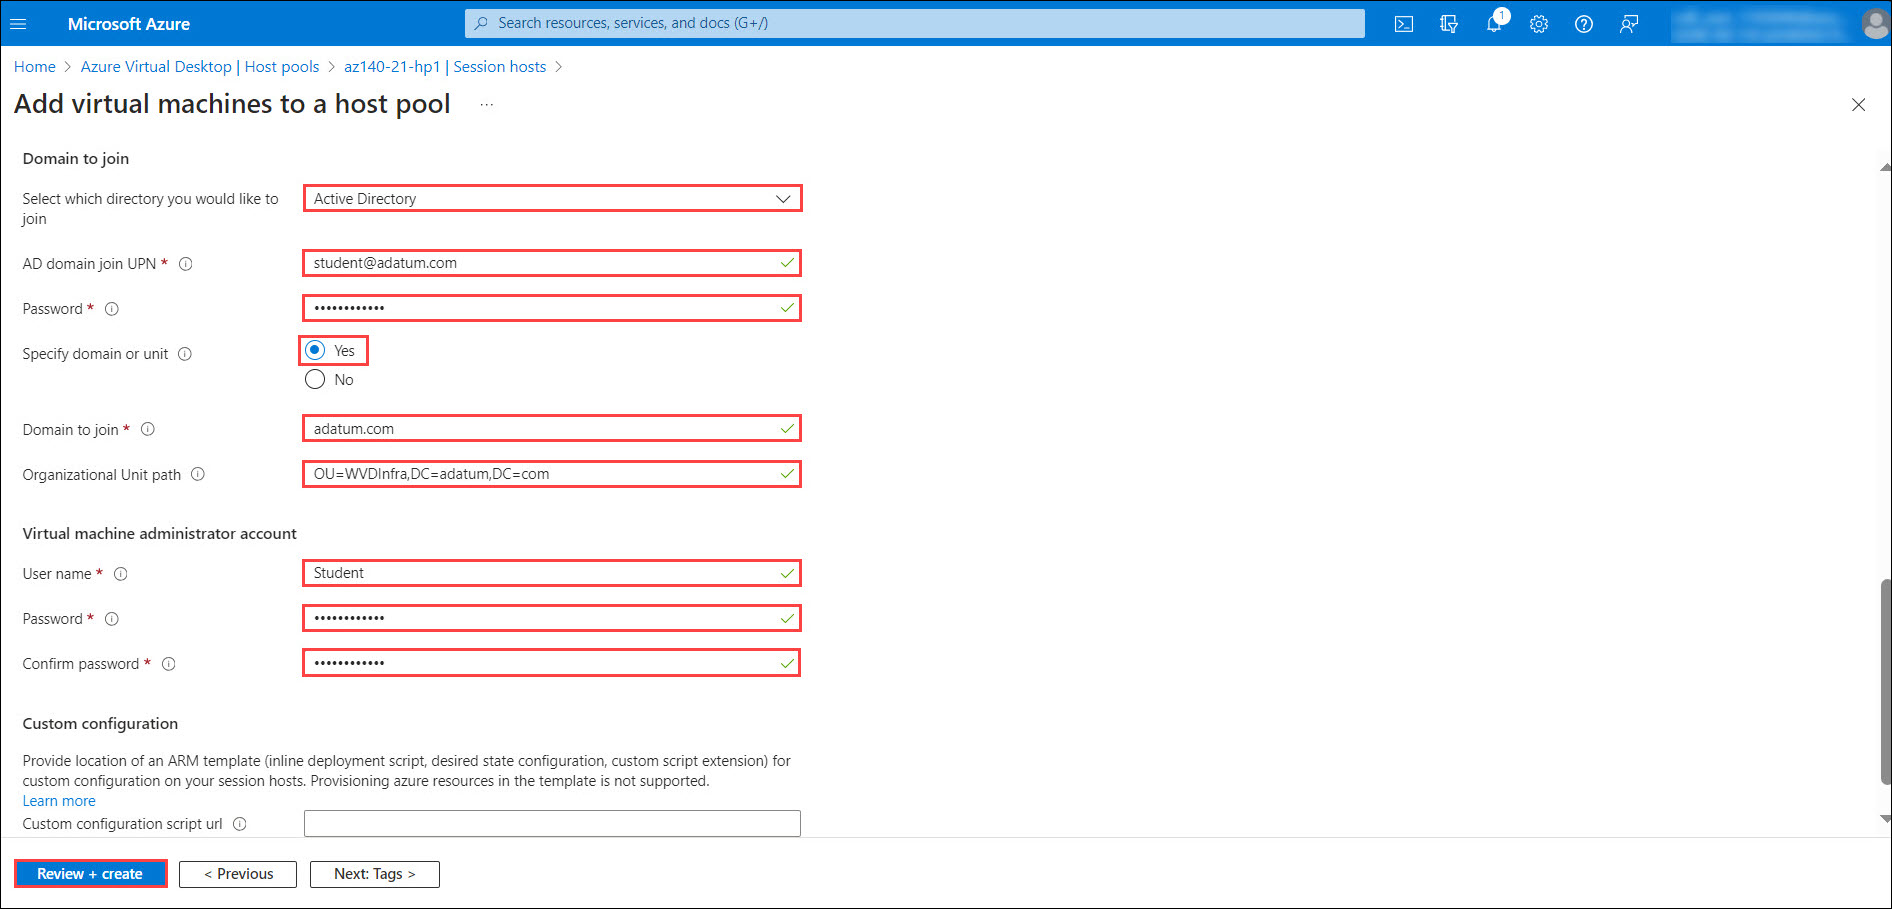 Microsoft Azure
Search resources, services, and docs (G+/)
1
Home > Azure Virtual Desktop | Host pools > az140-21-hp1 | Session hosts >
Add virtual machines to a host pool ...
Domain to join
Select which directory you would like to
join
Active Directory
AD domain join UPN *
student@adatum.com
Password *
••••••••••••
Specify domain or unit
Yes
No
Domain to join *
adatum.com
Organizational Unit path
OU=WVDInfra,DC=adatum,DC=com
Virtual machine administrator account
User name *
Student
Password *
••••••••••••
Confirm password *
••••••••••••
Custom configuration
Provide location of an ARM template (inline deployment script, desired state configuration, custom script extension) for
custom configuration on your session hosts. Provisioning azure resources in the template is not supported.
Learn more
Custom configuration script url
Review + create
< Previous
Next: Tags >